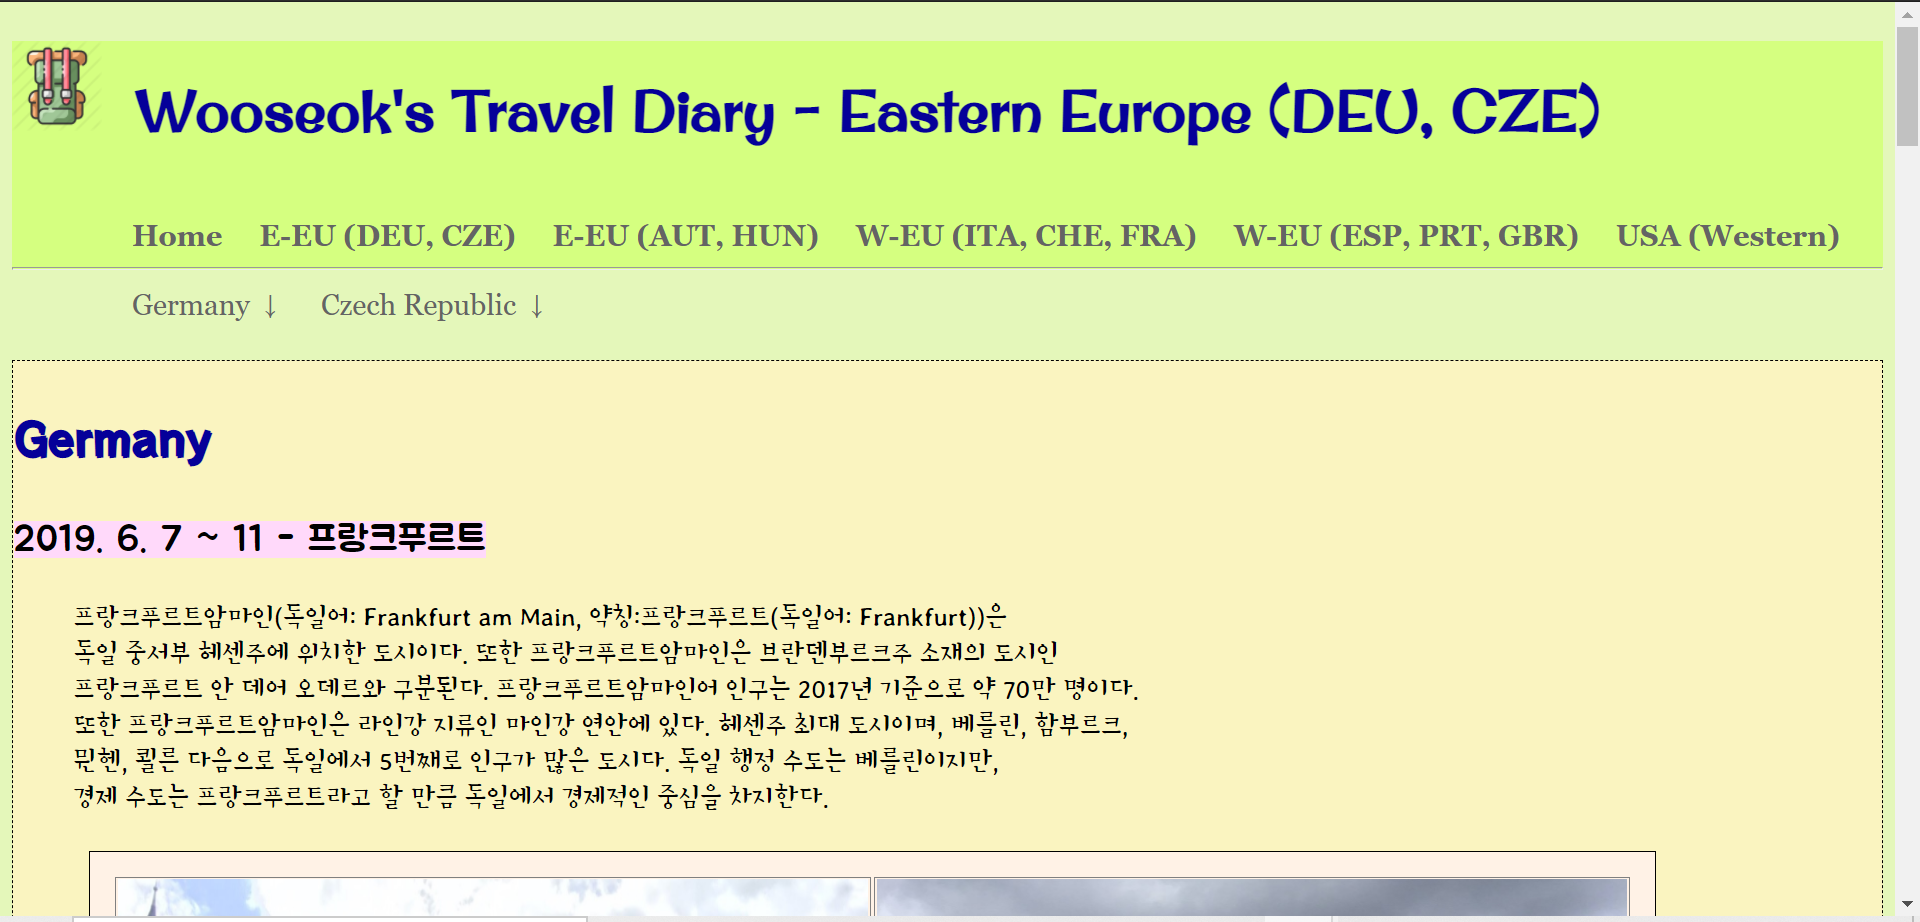 Wooseok's Travel Diary - Eastern Europe (DEU, CZE)
Home E-EU (DEU, CZE) E-EU (AUT, HUN) W-EU (ITA, CHE, FRA) W-EU (ESP, PRT, GBR) USA (Western)
Germany ↓ Czech Republic ↓
Germany
2019. 6. 7 ~ 11 - 프랑크푸르트
프랑크푸르트암마인(독일어: Frankfurt am Main, 약칭:프랑크푸르트(독일어: Frankfurt))은
독일 중서부 헤센주에 위치한 도시이다. 또한 프랑크푸르트암마인은 브란덴부르크주 소재의 도시인
프랑크푸르트 안 데어 오데르와 구분된다. 프랑크푸르트암마인어 인구는 2017년 기준으로 약 70만 명이다.
또한 프랑크푸르트암마인은 라인강 지류인 마인강 연안에 있다. 헤센주 최대 도시이며, 베를린, 함부르크,
뮌헨, 쾰른 다음으로 독일에서 5번째로 인구가 많은 도시다. 독일 행정 수도는 베를린이지만,
경제 수도는 프랑크푸르트라고 할 만큼 독일에서 경제적인 중심을 차지한다.